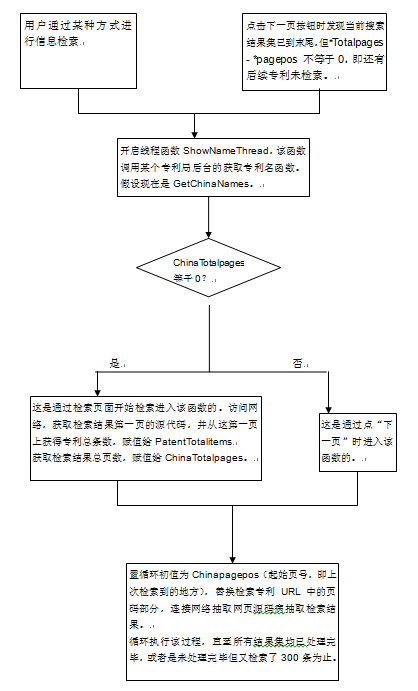 用户通过某种方式进
行信息检索。
点击下一页按钮时发现当前搜索
结果集已到末尾，但*Totalpages
- *pagepos 不等于 0，即还有
后续专利未检索。
开启线程函数 ShowNameThread，该函数
调用某个专利局后台的获取专利名函数。
假设现在是 GetChinaNames。
ChinaTotalpages
等于 0？
是
否
这是通过检索页面开始检索进入该函数的。访问网
络，获取检索结果第一页的源代码，并从这第一页
上获得专利总条数，赋值给 PatentTotalitems.
获取检索结果总页数，赋值给 ChinaTotalpages。
这是通过点“下
一页”时进入该
函数的。
置循环初值为 Chinapagepos（起始页号，即上
次检索到的地方），替换检索专利 URL 中的页
码部分，连接网络抽取网页源码病抽取检索结
果。
循环执行该过程，直至所有结果集均已处理完
毕，或者是未处理完毕但又检索了 300 条为止。